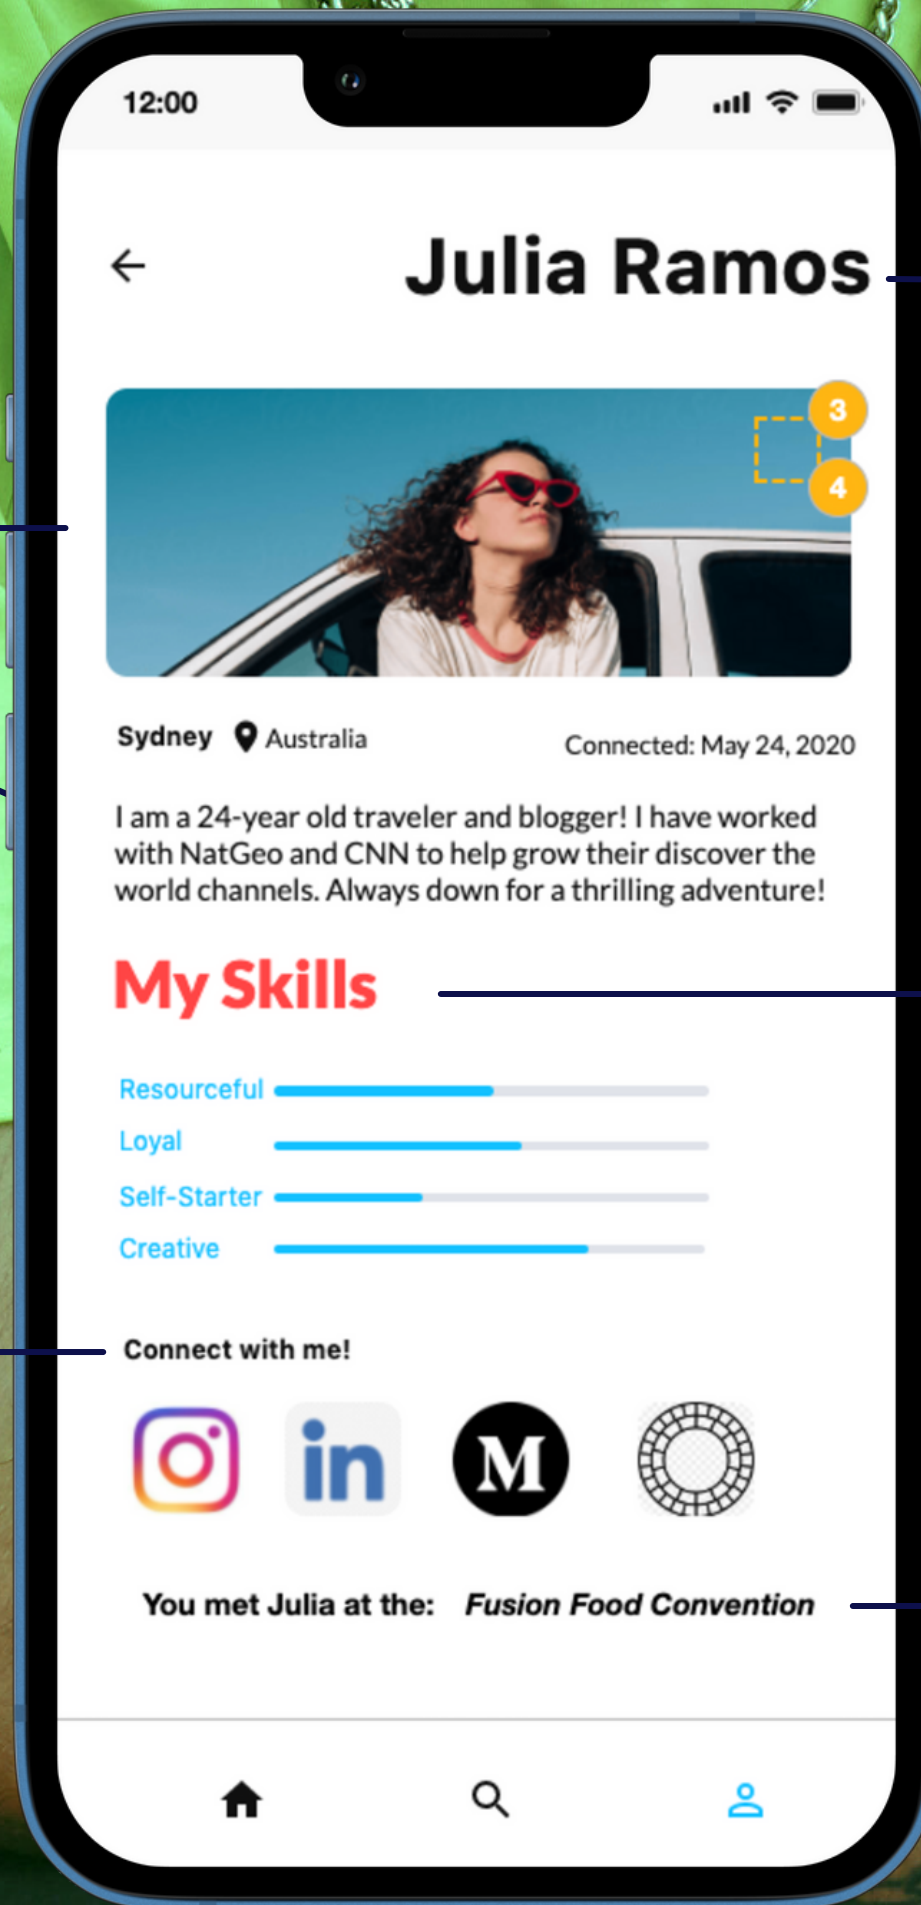 12:00
Julia Ramos
3
4
Sydney Australia
Connected: May 24, 2020
I am a 24-year old traveler and blogger! I have worked
with NatGeo and CNN to help grow their discover the
world channels. Always down for a thrilling adventure!
My Skills
Resourceful
Loyal
Self-Starter
Creative
Connect with me!
in
M
You met Julia at the: Fusion Food Convention